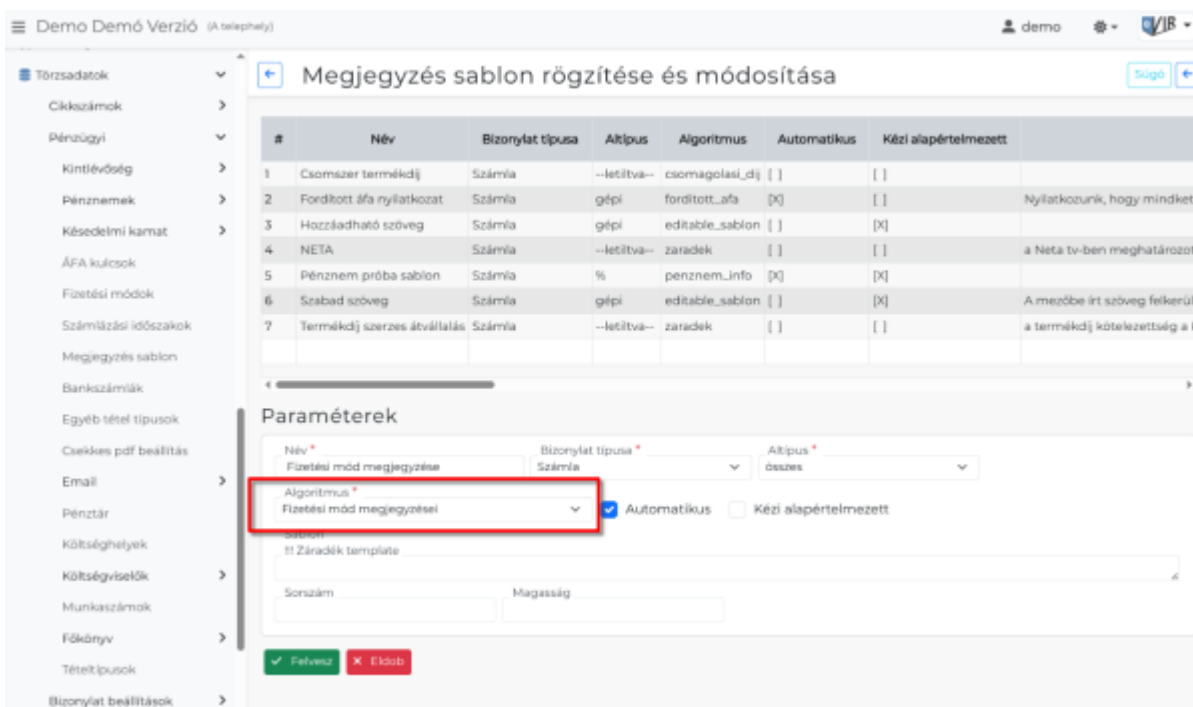 Demo Demó Verzió (A telephely)
demo
VIR
Törzsadatok
Cikkszámok
Pénzügyi
Kintlévőség
Pénznemek
Késedelmi kamat
ÁFA kulcsok
Fizetési módok
Számlázási időszakok
Megjegyzés sablon
Bankszámlák
Egyéb tétel típusok
Csekkes pdf beállítás
Email
Pénztár
Költséghelyek
Költségviselők
Munkaszámok
Főkönyv
Tételtípusok
Bizonylat beállítások
Megjegyzés sablon rögzítése és módosítása
Súgó
# Név Bizonylat típusa Altípus Algoritmus Automatikus Kézi alapértelmezett
1 Csomszer termékdíj Számla --letiltva-- csomagolasi_dij [ ] [ ]
2 Fordított áfa nyilatkozat Számla gépi forditott_afa [X] [ ] Nyilatkozunk, hogy mindket
3 Hozzáadható szöveg Számla gépi editable_sablon [ ] [X]
4 NETA Számla --letiltva-- zaradek [ ] [ ] a Neta tv-ben meghatározot
5 Pénznem próba sablon Számla % penznem_info [X] [X]
6 Szabad szöveg Számla gépi editable_sablon [ ] [X] A mezőbe írt szöveg felkerül
7 Termékdíj szerzes átvállalás Számla --letiltva-- zaradek [ ] [ ] a termékdíj kötelezettség a
Paraméterek
Név * Bizonylat típusa * Altípus *
Fizetési mód megjegyzése Számla összes
Algoritmus *
Fizetési mód megjegyzései Automatikus Kézi alapértelmezett
Sablon
!!! Záradék template
Sorszám Magasság
Felvesz Eldob